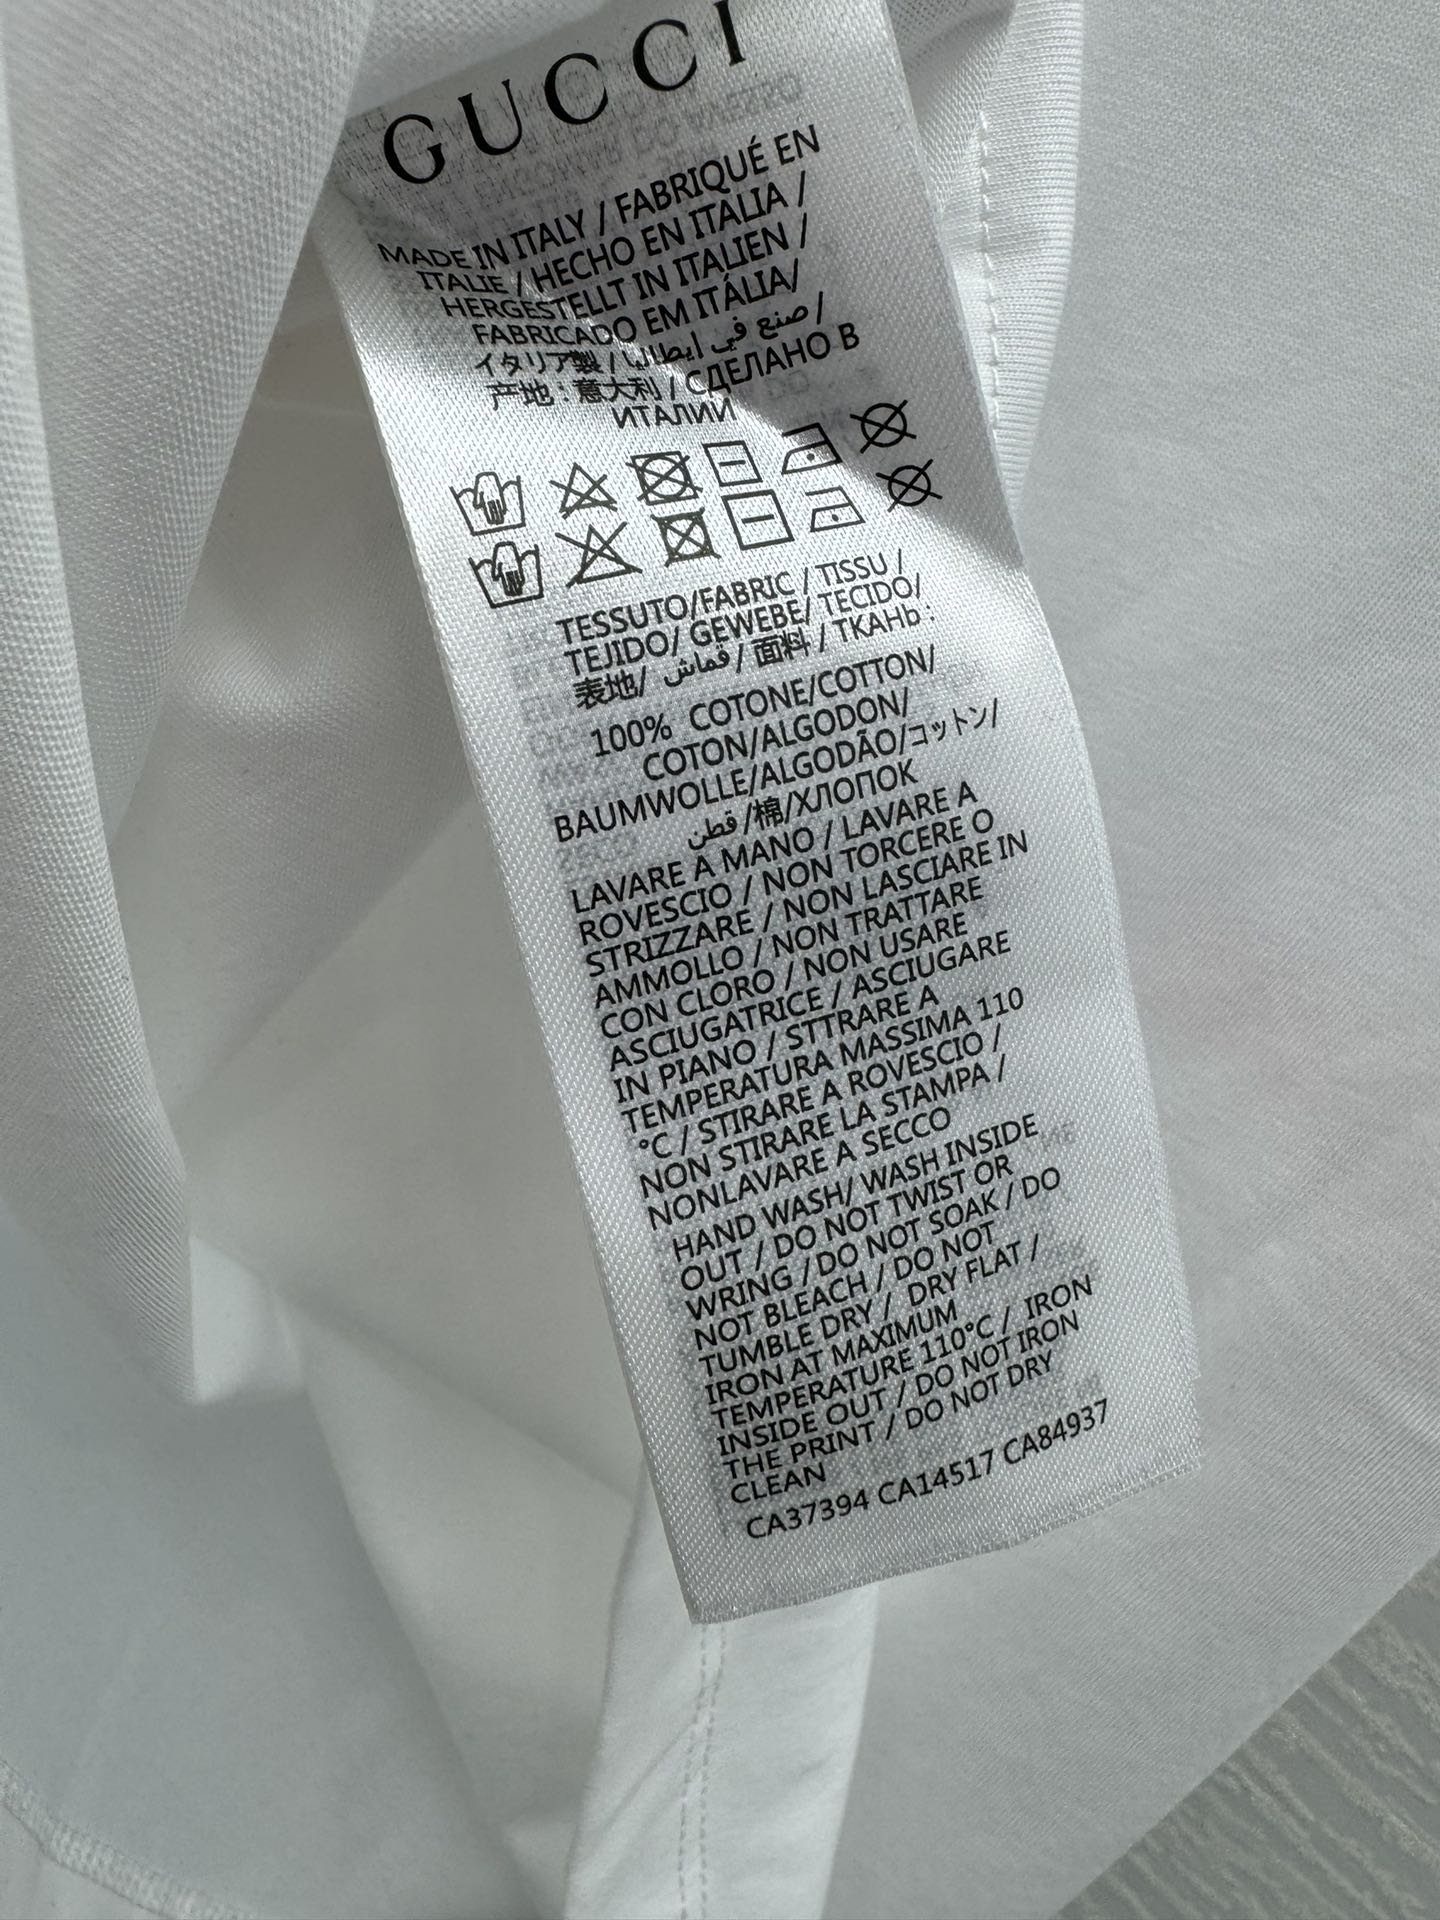 GUCCI
MADE IN ITALY / FABRIQUÉ EN
ITALIE / HECHO EN ITALIA /
HERGESTELLT IN ITALIEN /
FABRICADO EM ITÁLIA/
イタリア製 / صنع في إيطاليا /
产地 : 意大利 / СДЕЛАНО В
ИТАЛИИ
TESSUTO/FABRIC / TISSU /
TEJIDO/ GEWEBE/ TECIDO/
表地/ قماش / 面料 / ТКАНЬ :
100% COTONE/COTTON/
COTON/ALGODON/
BAUMWOLLE/ALGODÃO/コットン/
قطن /棉/ХЛОПОК
LAVARE A MANO / LAVARE A
ROVESCIO / NON TORCERE O
STRIZZARE / NON LASCIARE IN
AMMOLLO / NON TRATTARE
CON CLORO / NON USARE
ASCIUGATRICE / ASCIUGARE
IN PIANO / STTRARE A
TEMPERATURA MASSIMA 110
°C / STIRARE A ROVESCIO /
NON STIRARE LA STAMPA /
NONLAVARE A SECCO
HAND WASH/ WASH INSIDE
OUT / DO NOT TWIST OR
WRING /DO NOT SOAK / DO
NOT BLEACH / DO NOT
TUMBLE DRY / DRY FLAT /
IRON AT MAXIMUM
TEMPERATURE 110°C / IRON
INSIDE OUT / DO NOT IRON
THE PRINT / DO NOT DRY
CLEAN
CA37394 CA14517 CA84937